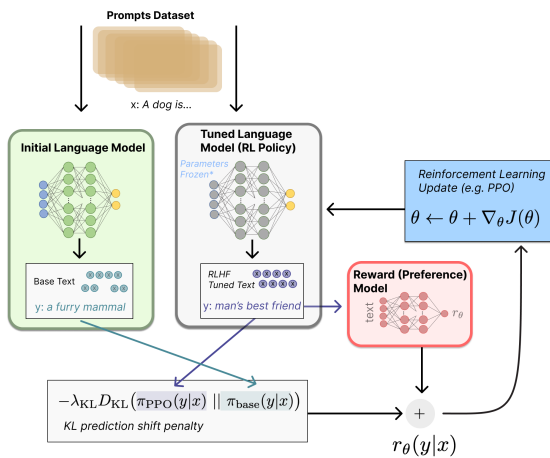 Prompts Dataset
x: A dog is...
Initial Language Model
Tuned Language
Model (RL Policy)
Parameters
Frozen*
Reinforcement Learning
Update (e.g. PPO)
θ ← θ + ∇θJ(θ)
Base Text
x x x x
x x x x x
y: a furry mammal
RLHF
Tuned Text
x x x x
x x x x
y: man's best friend
Reward (Preference)
Model
text
rθ
−λKL DKL(πPPO(y|x) || πbase(y|x))
KL prediction shift penalty
+
rθ(y|x)